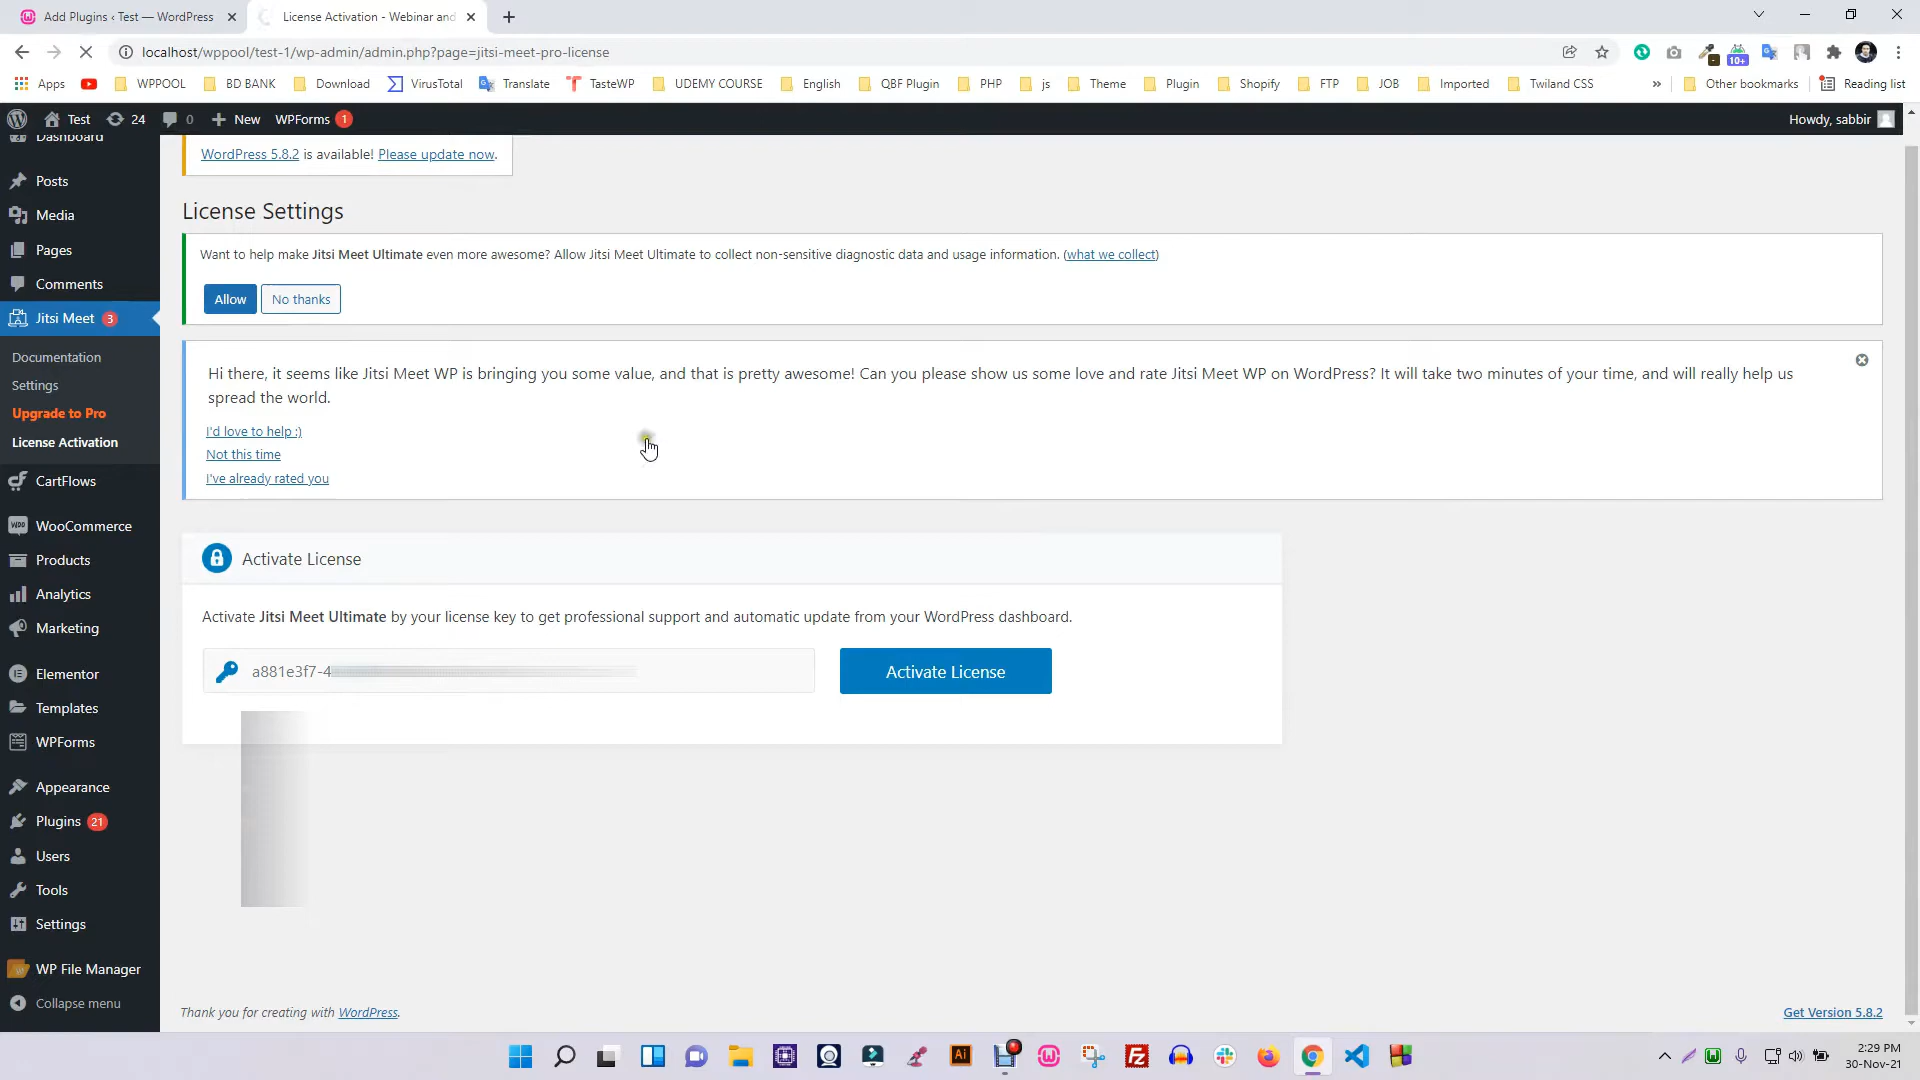 Add Plugins ‹ Test — WordPress
License Activation - Webinar and
localhost/wppool/test-1/wp-admin/admin.php?page=jitsi-meet-pro-license
10+
Apps
WPPOOL
BD BANK
Download
VirusTotal
Translate
TasteWP
UDEMY COURSE
English
QBF Plugin
PHP
js
Theme
Plugin
Shopify
FTP
JOB
Imported
Twiland CSS
»
Other bookmarks
Reading list
Test
24
0
New
WPForms 1
Howdy, sabbir
Dashboard
Posts
Media
Pages
Comments
Jitsi Meet 3
Documentation
Settings
Upgrade to Pro
License Activation
CartFlows
WooCommerce
Products
Analytics
Marketing
Elementor
Templates
WPForms
Appearance
Plugins 21
Users
Tools
Settings
WP File Manager
Collapse menu
WordPress 5.8.2 is available! Please update now.
License Settings
Want to help make Jitsi Meet Ultimate even more awesome? Allow Jitsi Meet Ultimate to collect non-sensitive diagnostic data and usage information. (what we collect)
Allow
No thanks
Hi there, it seems like Jitsi Meet WP is bringing you some value, and that is pretty awesome! Can you please show us some love and rate Jitsi Meet WP on WordPress? It will take two minutes of your time, and will really help us
spread the world.
I'd love to help :)
Not this time
I've already rated you
Activate License
Activate Jitsi Meet Ultimate by your license key to get professional support and automatic update from your WordPress dashboard.
a881e3f7-4
Activate License
Thank you for creating with WordPress.
Get Version 5.8.2
Ai
2:29 PM
30-Nov-21